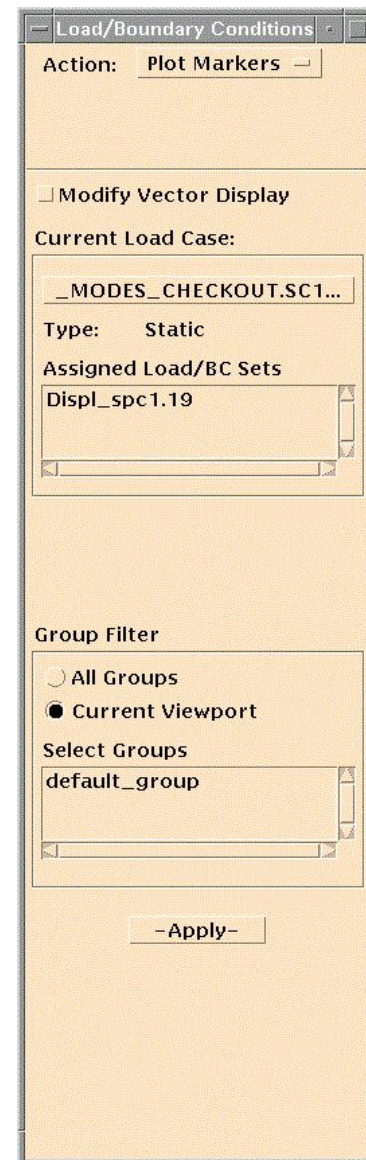 Load/Boundary Conditions
Action: Plot Markers
Modify Vector Display
Current Load Case:
_MODES_CHECKOUT.SC1...
Type: Static
Assigned Load/BC Sets
Displ_spc1.19
Group Filter
All Groups
Current Viewport
Select Groups
default_group
-Apply-